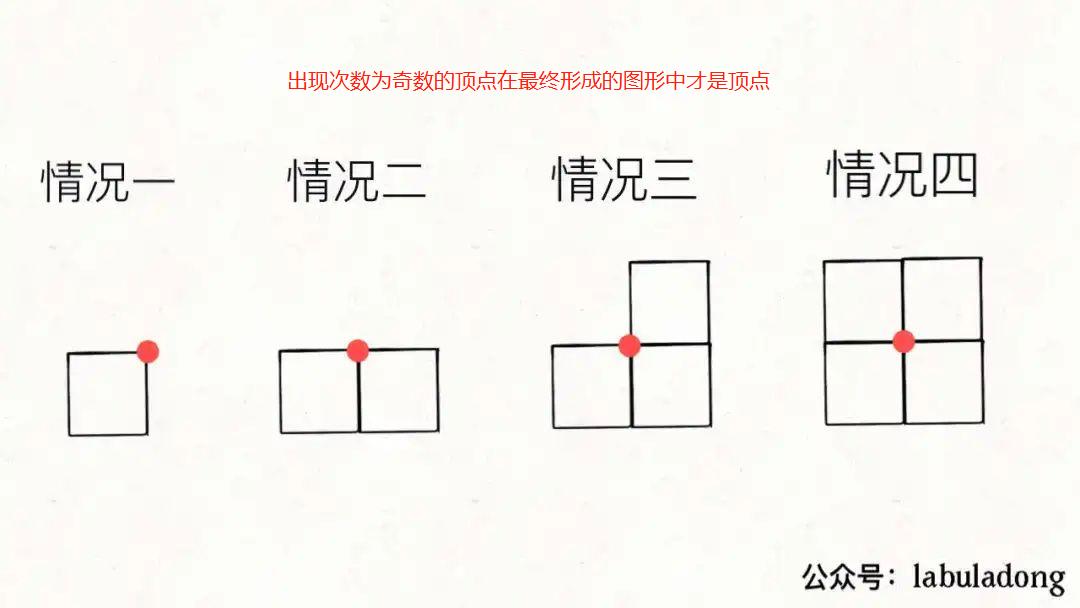 出现次数为奇数的顶点在最终形成的图形中才是顶点
情况一
情况二
情况三
情况四
公众号：labuladong